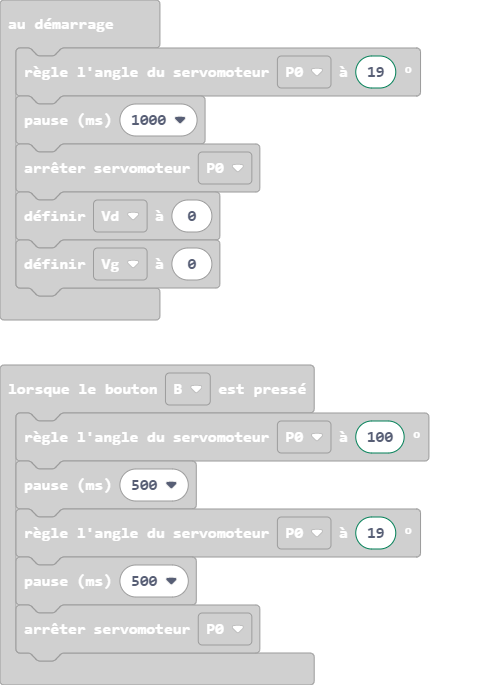 au démarrage
règle l'angle du servomoteur P0 à 19 °
pause (ms) 1000
arrêter servomoteur P0
définir Vd à 0
définir Vg à 0
lorsque le bouton B est pressé
règle l'angle du servomoteur P0 à 100 °
pause (ms) 500
règle l'angle du servomoteur P0 à 19 °
pause (ms) 500
arrêter servomoteur P0